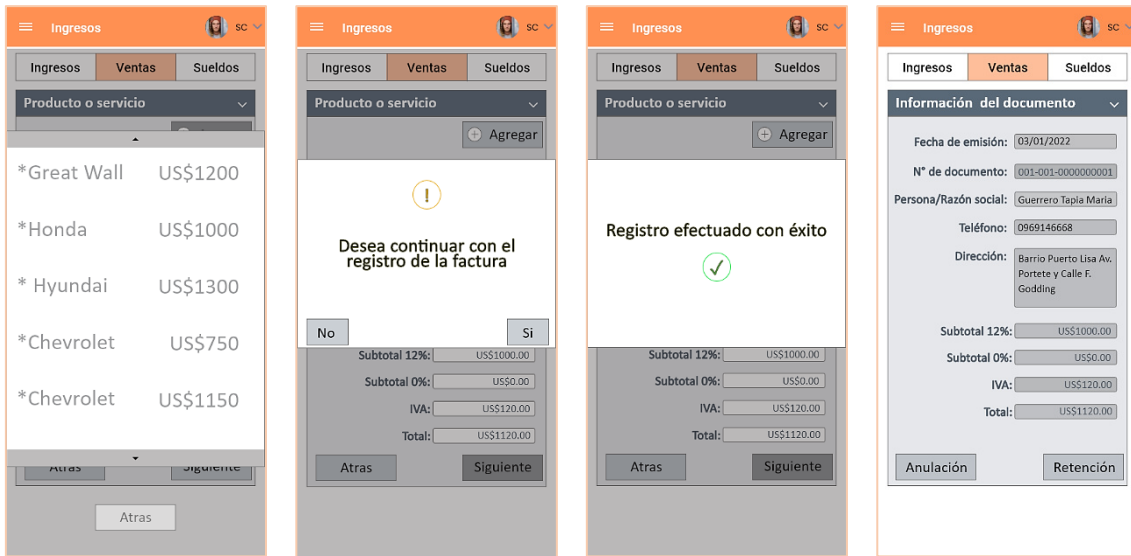 Ingresos SC
Ingresos Ventas Sueldos
Producto o servicio
*Great Wall US$1200
*Honda US$1000
* Hyundai US$1300
*Chevrolet US$750
*Chevrolet US$1150
Atras Siguiente
Atras
Ingresos SC
Ingresos Ventas Sueldos
Producto o servicio
Agregar
!
Desea continuar con el
registro de la factura
No Si
Subtotal 12%: US$1000.00
Subtotal 0%: US$0.00
IVA: US$120.00
Total: US$1120.00
Atras Siguiente
Ingresos SC
Ingresos Ventas Sueldos
Producto o servicio
Agregar
Registro efectuado con éxito
Subtotal 12%: US$1000.00
Subtotal 0%: US$0.00
IVA: US$120.00
Total: US$1120.00
Atras Siguiente
Ingresos SC
Ingresos Ventas Sueldos
Información del documento
Fecha de emisión: 03/01/2022
N° de documento: 001-001-0000000001
Persona/Razón social: Guerrero Tapia Maria
Teléfono: 0969146668
Dirección: Barrio Puerto Lisa Av.
Portete y Calle F.
Godding
Subtotal 12%: US$1000.00
Subtotal 0%: US$0.00
IVA: US$120.00
Total: US$1120.00
Anulación Retención